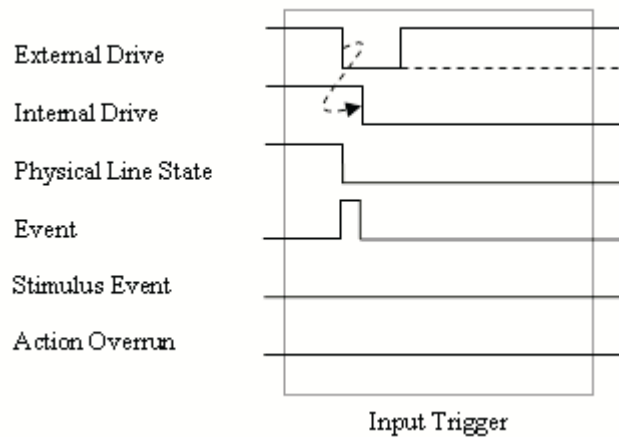 External Drive
Internal Drive
Physical Line State
Event
Stimulus Event
Action Overrun
Input Trigger